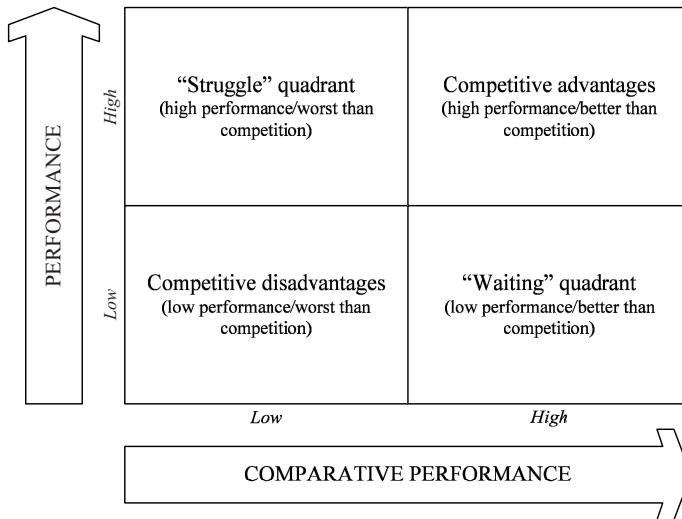 PERFORMANCE
High
Low
“Struggle” quadrant
(high performance/worst than
competition)
Competitive advantages
(high performance/better than
competition)
Competitive disadvantages
(low performance/worst than
competition)
“Waiting” quadrant
(low performance/better than
competition)
Low
High
COMPARATIVE PERFORMANCE